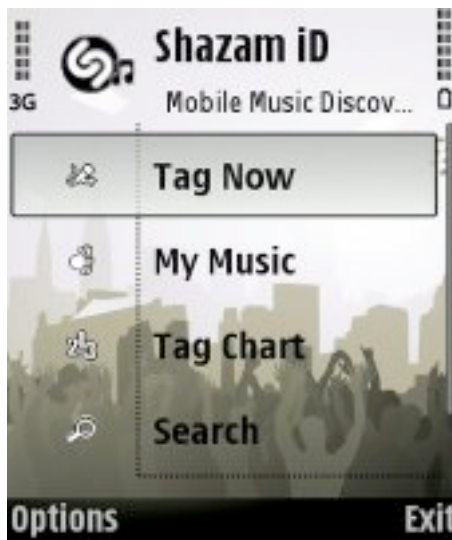 Shazam iD
3G
Mobile Music Discov...
Tag Now
My Music
Tag Chart
Search
Options
Exit